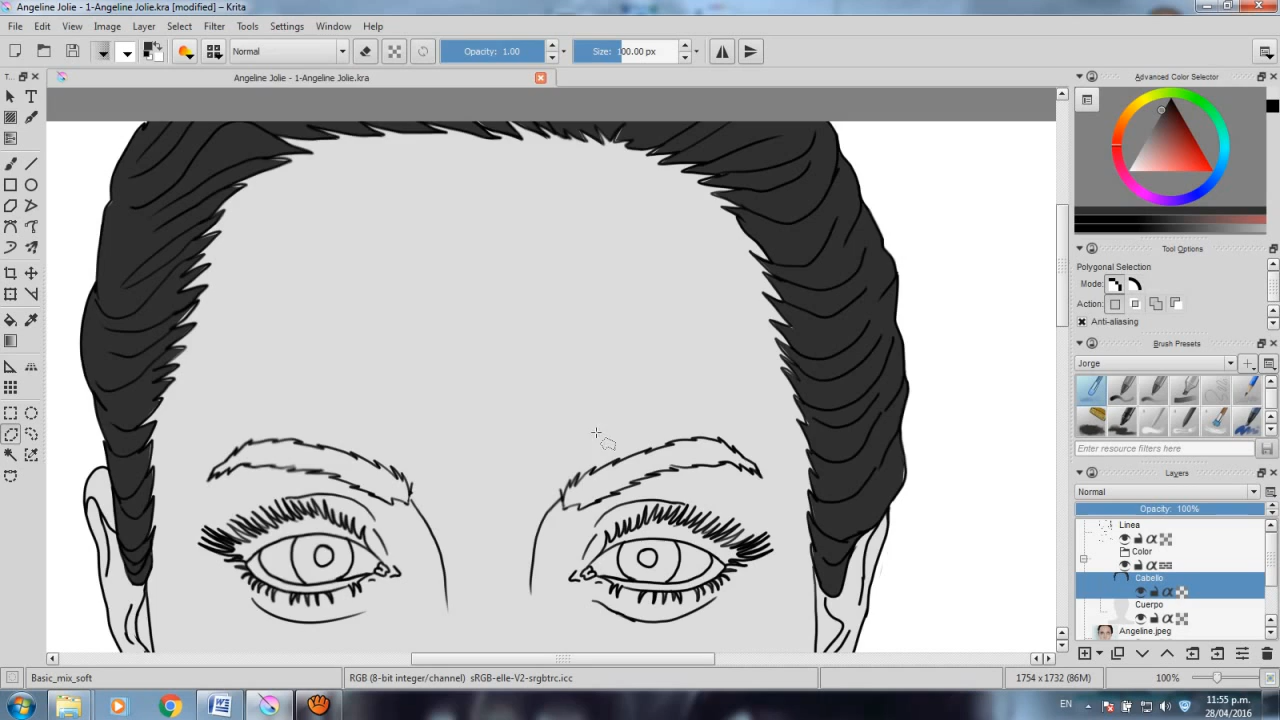 Angeline Jolie - 1-Angeline Jolie.kra [modified] - Krita
File Edit View Image Layer Select Filter Tools Settings Window Help
Normal Opacity: 1.00 Size: 100.00 px
T... Angeline Jolie - 1-Angeline Jolie.kra Advanced Color Selector
Tool Options
Polygonal Selection
Mode:
Action:
Anti-aliasing
Brush Presets
Jorge
Enter resource filters here
Layers
Normal
Opacity: 100%
Linea
Color
Cabello
Cuerpo
Angeline.jpeg
Basic_mix_soft RGB (8-bit integer/channel) sRGB-elle-V2-srgbtrc.icc 1754 x 1732 (86M) 100%
EN 11:55 p.m.
28/04/2016